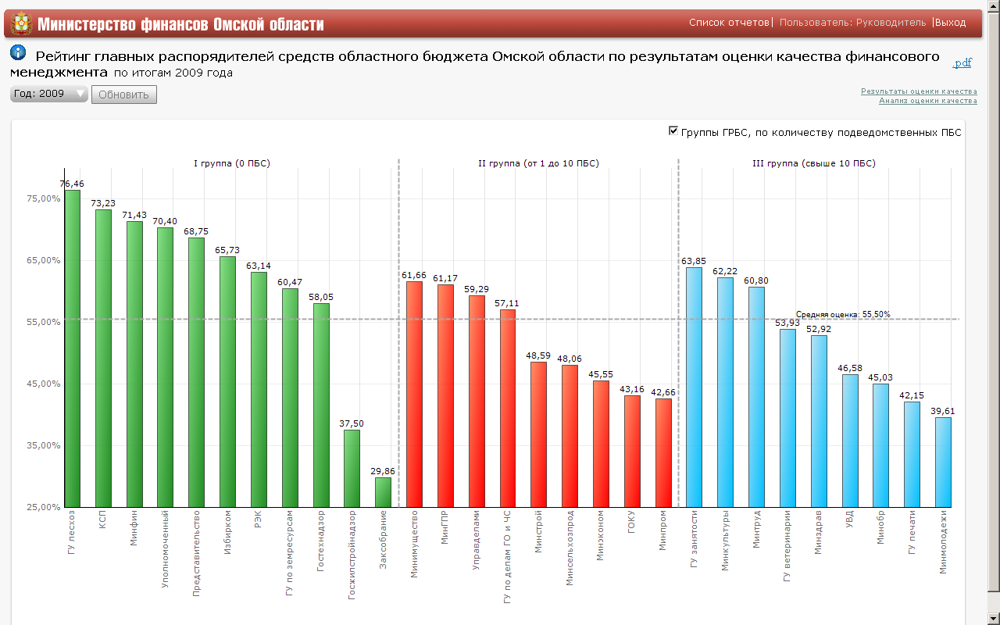 Министерство финансов Омской области
Список отчетов | Пользователь: Руководитель | Выход
Рейтинг главных распорядителей средств областного бюджета Омской области по результатам оценки качества финансового
менеджмента по итогам 2009 года
.pdf
Год: 2009
Обновить
Результаты оценки качества
Анализ оценки качества
Группы ГРБС, по количеству подведомственных ПБС
I группа (0 ПБС)
II группа (от 1 до 10 ПБС)
III группа (свыше 10 ПБС)
75,00%
65,00%
55,00%
45,00%
35,00%
25,00%
76,46
73,23
71,43
70,40
68,75
65,73
63,14
60,47
58,05
37,50
29,86
61,66
61,17
59,29
57,11
48,59
48,06
45,55
43,16
42,66
63,85
62,22
60,80
53,93
52,92
46,58
45,03
42,15
39,61
Средняя оценка: 55,50%
ГУ лесхоз
КСП
Минфин
Уполномоченный
Представительство
Избирком
РЭК
ГУ по земресурсам
Гостехнадзор
Госжилстройнадзор
Заксобрание
Минимущество
МинГПР
Управделами
ГУ по делам ГО и ЧС
Минстрой
Минсельхозпрод
Минэконом
ГОКУ
Минпром
ГУ занятости
Минкультуры
Минтруд
ГУ ветеринарии
Минздрав
УВД
Минобр
ГУ печати
Минмолодежи